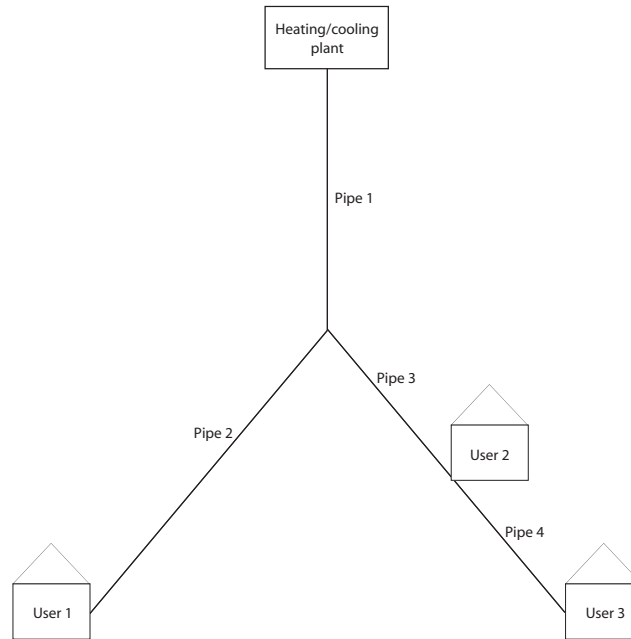 Heating/cooling
plant
Pipe 1
Pipe 3
Pipe 2
User 2
Pipe 4
User 1
User 3